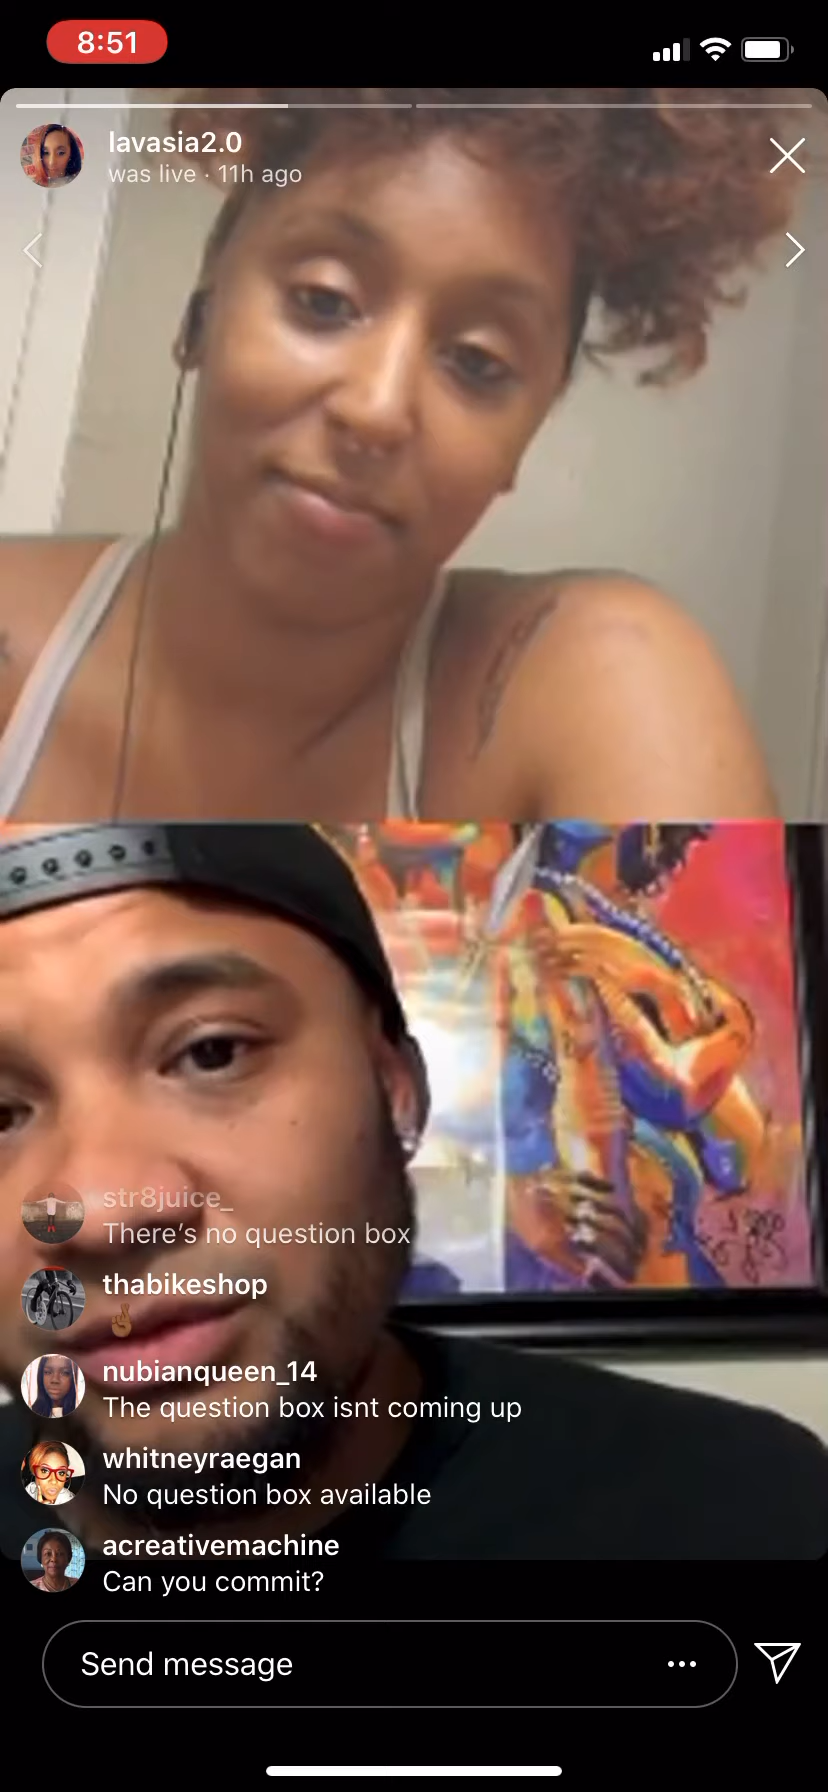 8:51
lavasia2.0
was live · 11h ago
str8juice_
There's no question box
thabikeshop
🤞🏾
nubianqueen_14
The question box isnt coming up
whitneyraegan
No question box available
acreativemachine
Can you commit?
Send message